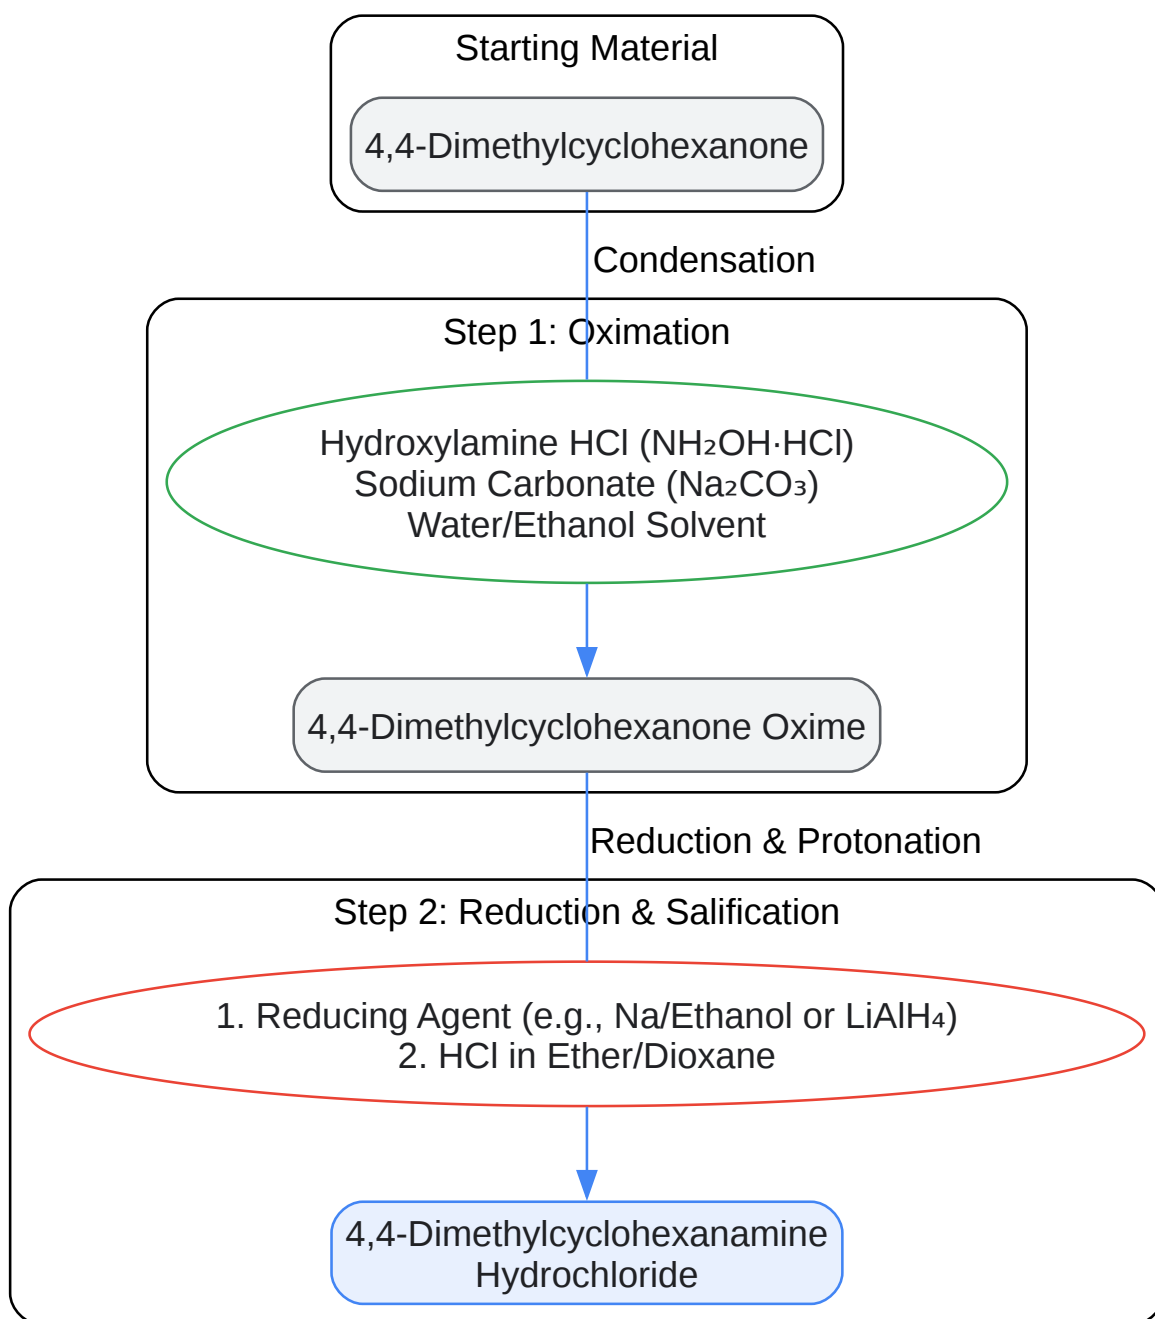 Starting Material
4,4-Dimethylcyclohexanone
Condensation
Step 1: Oximation
Hydroxylamine HCl (NH₂OH·HCl)
Sodium Carbonate (Na₂CO₃)
Water/Ethanol Solvent
4,4-Dimethylcyclohexanone Oxime
Reduction & Protonation
Step 2: Reduction & Salification
1. Reducing Agent (e.g., Na/Ethanol or LiAlH₄)
2. HCl in Ether/Dioxane
4,4-Dimethylcyclohexanamine
Hydrochloride